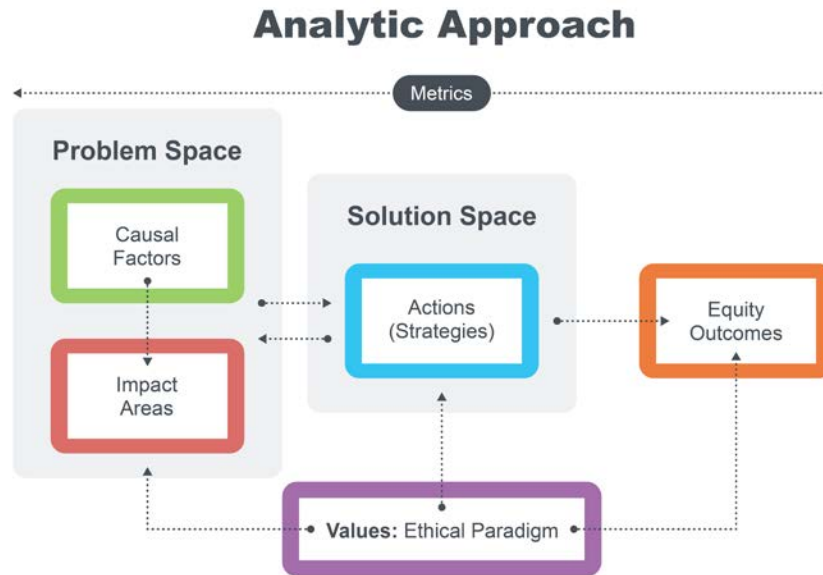 Analytic Approach
Metrics
Problem Space
Causal
Factors
Impact
Areas
Solution Space
Actions
(Strategies)
Equity
Outcomes
Values: Ethical Paradigm